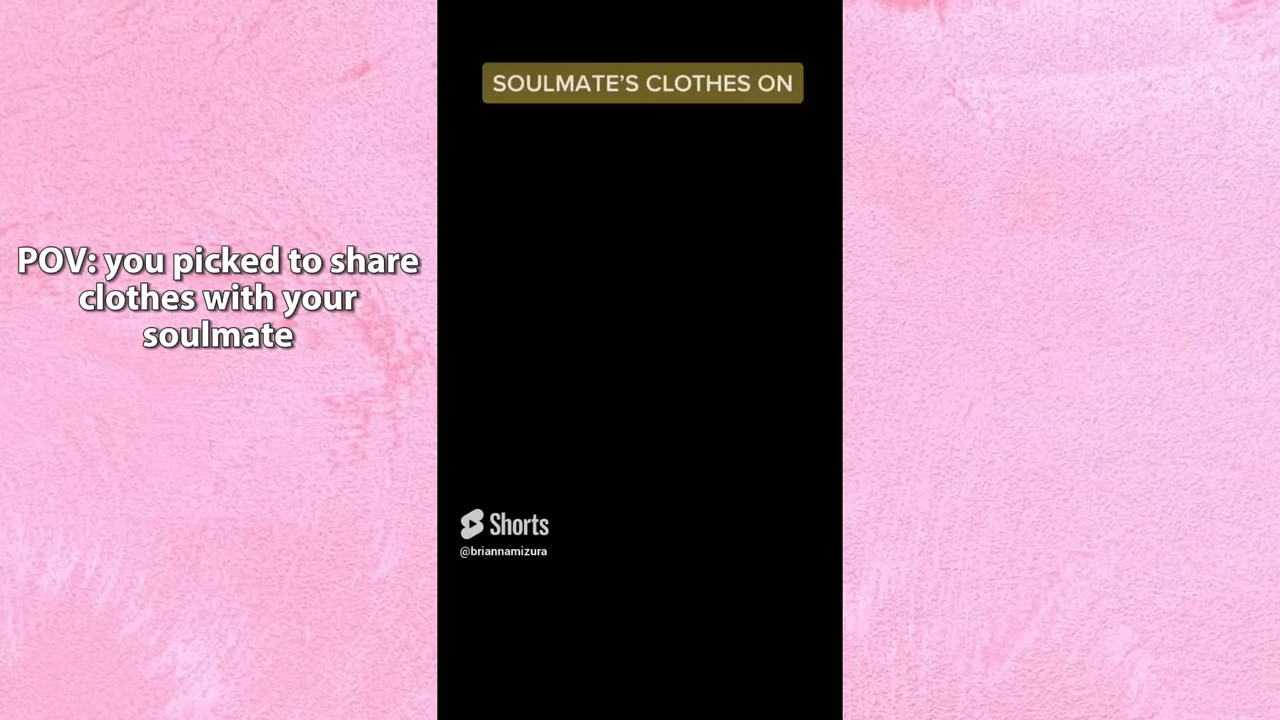 POV: you picked to share
clothes with your
soulmate
SOULMATE’S CLOTHES ON
Shorts
@briannamizura